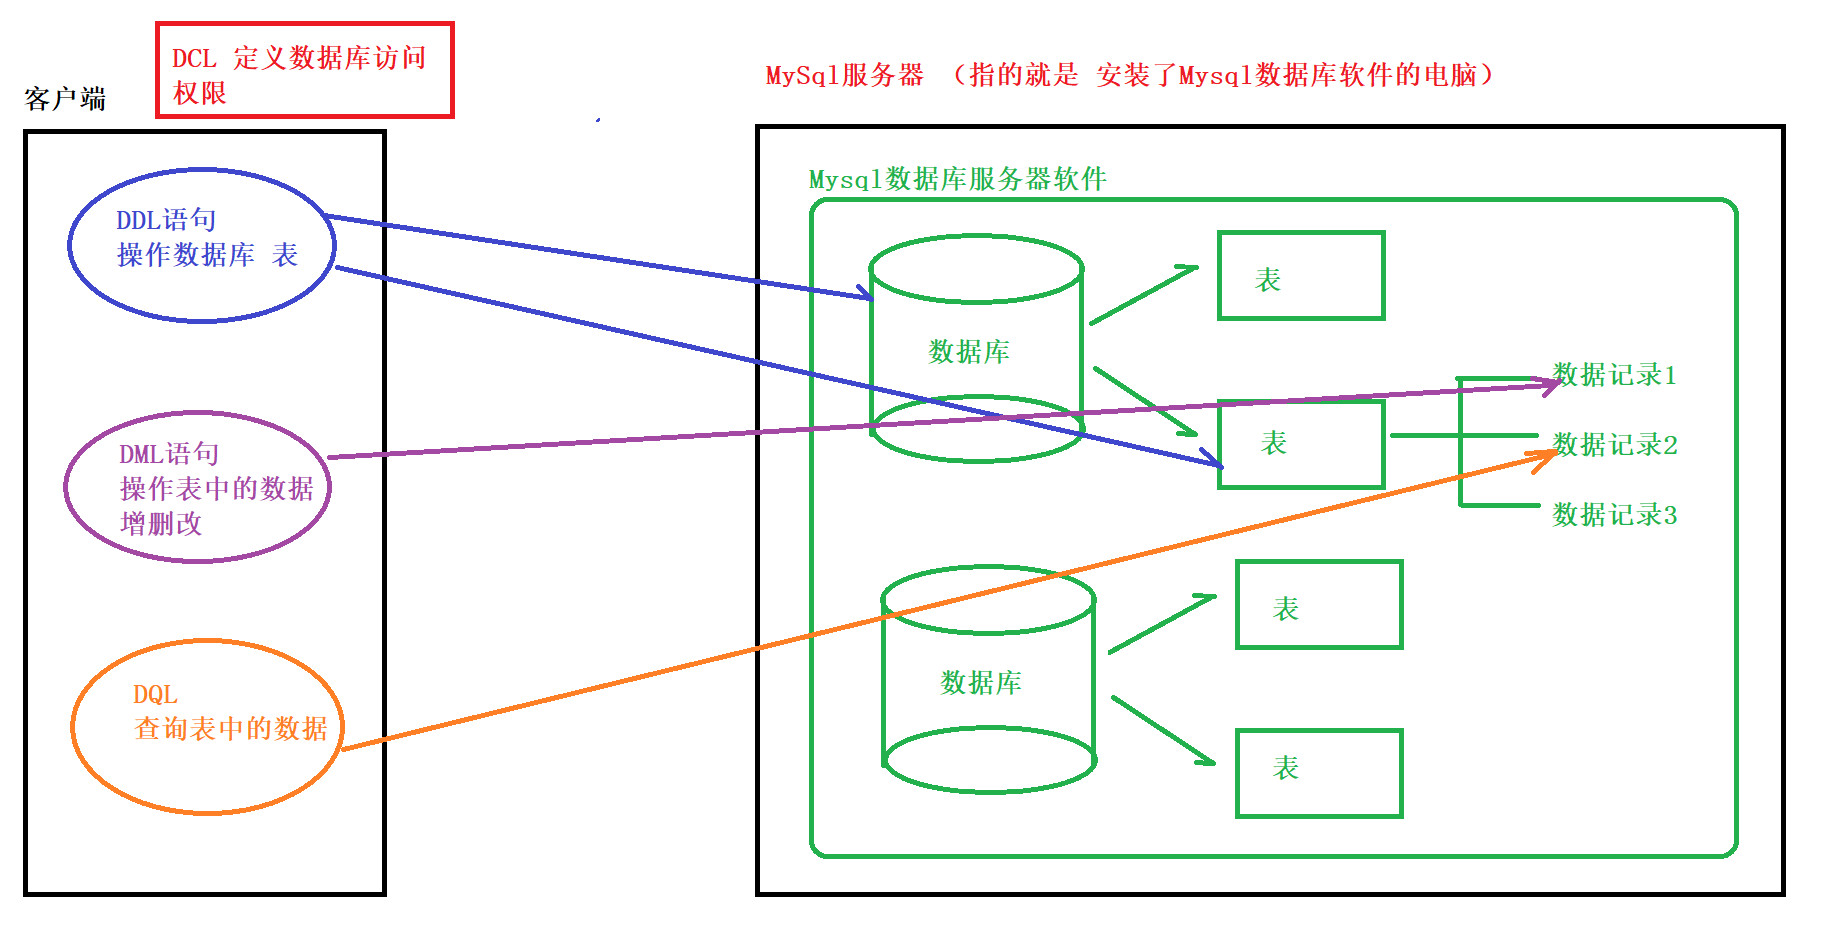 DCL 定义数据库访问
权限
客户端
MySql服务器 （指的就是 安装了Mysql数据库软件的电脑）
DDL语句
操作数据库 表
DML语句
操作表中的数据
增删改
DQL
查询表中的数据
Mysql数据库服务器软件
数据库
表
表
数据记录1
数据记录2
数据记录3
数据库
表
表